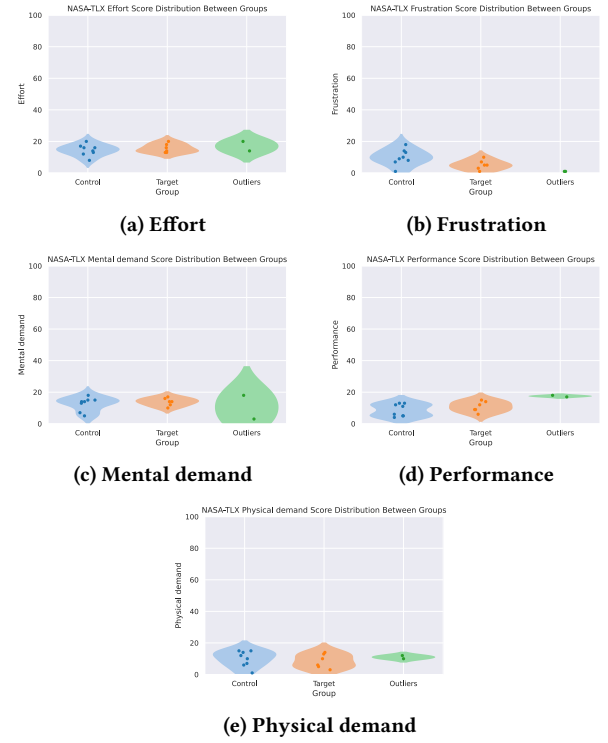 NASA-TLX Effort Score Distribution Between Groups
100
80
60
40
20
0
Effort
Control
Target
Outliers
Group
(a) Effort
NASA-TLX Frustration Score Distribution Between Groups
100
80
60
40
20
0
Frustration
Control
Target
Outliers
Group
(b) Frustration
NASA-TLX Mental demand Score Distribution Between Groups
100
80
60
40
20
0
Mental demand
Control
Target
Outliers
Group
(c) Mental demand
NASA-TLX Performance Score Distribution Between Groups
100
80
60
40
20
0
Performance
Control
Target
Outliers
Group
(d) Performance
NASA-TLX Physical demand Score Distribution Between Groups
100
80
60
40
20
0
Physical demand
Control
Target
Outliers
Group
(e) Physical demand